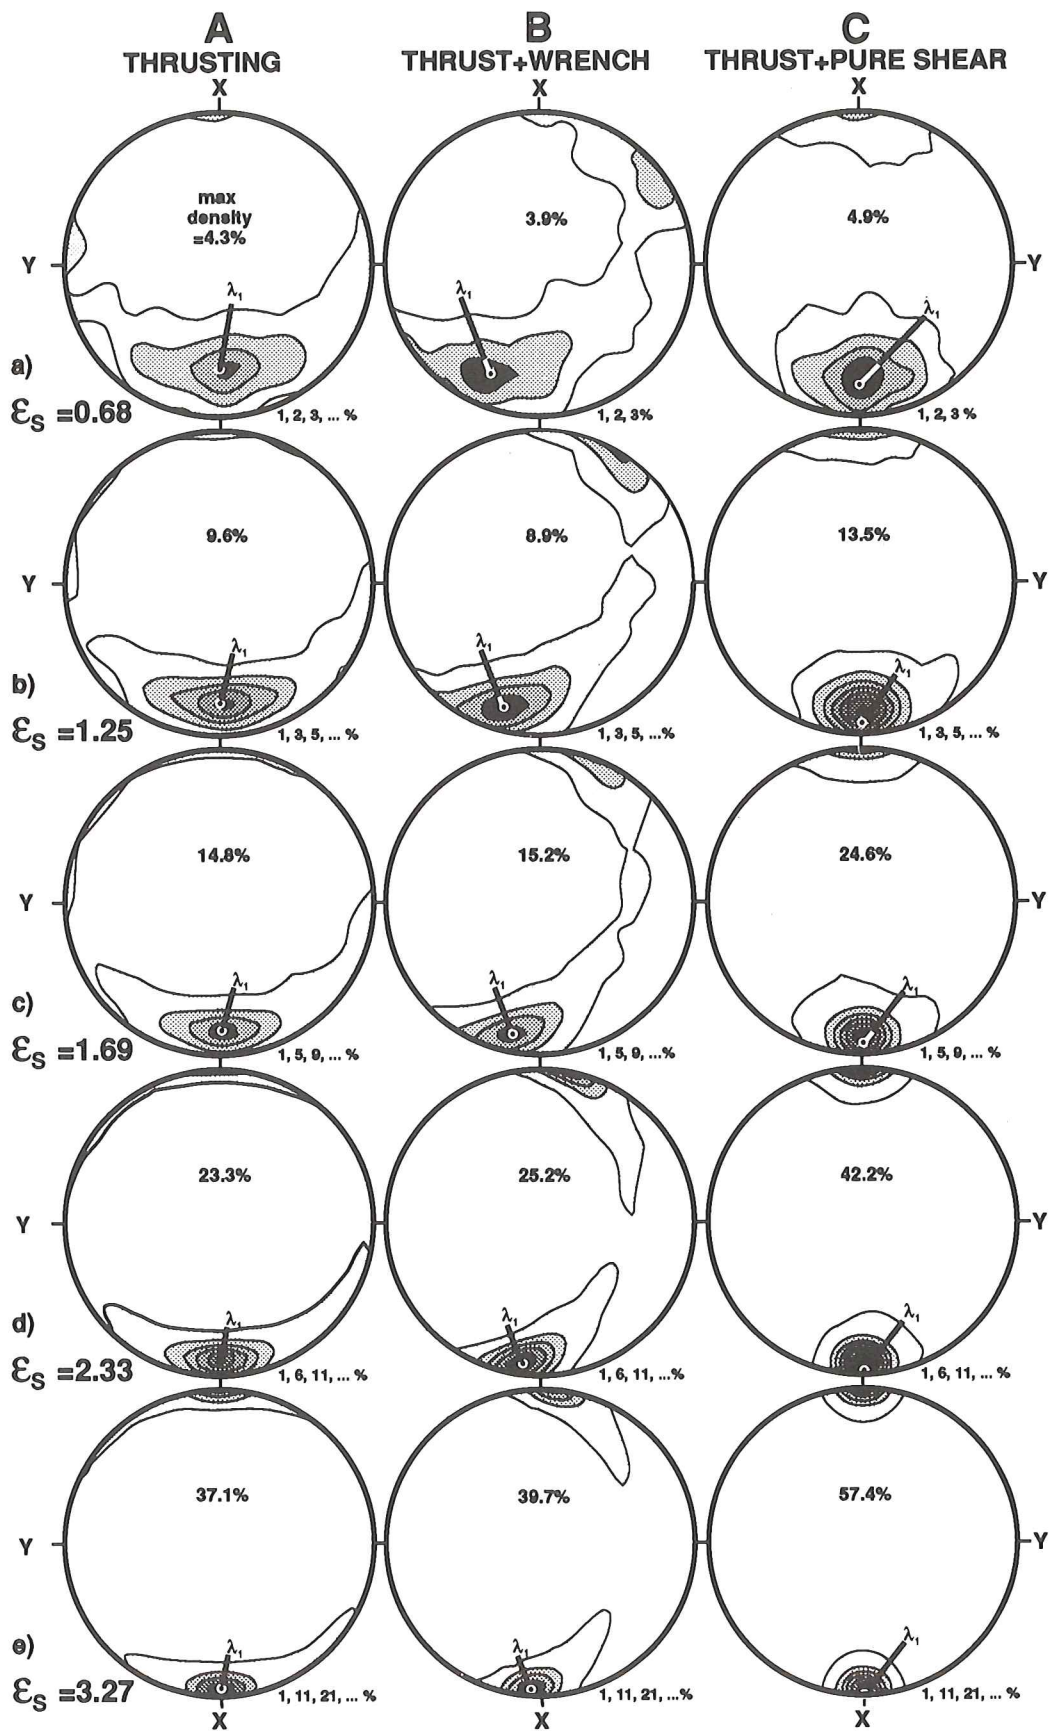 A B C
THRUSTING THRUST+WRENCH THRUST+PURE SHEAR
X X X
max
density
=4.3% 3.9% 4.9%
Y Y
λ₁ λ₁ λ₁
a)
εS =0.68 1, 2, 3, ... % 1, 2, 3% 1, 2, 3 %
9.6% 8.9% 13.5%
Y Y
λ₁ λ₁ λ₁
b)
εS =1.25 1, 3, 5, ... % 1, 3, 5, ...% 1, 3, 5, ... %
14.8% 15.2% 24.6%
Y Y
λ₁ λ₁ λ₁
c)
εS =1.69 1, 5, 9, ... % 1, 5, 9, ...% 1, 5, 9, ... %
23.3% 25.2% 42.2%
Y Y
λ₁ λ₁ λ₁
d)
εS =2.33 1, 6, 11, ... % 1, 6, 11, ...% 1, 6, 11, ... %
37.1% 39.7% 57.4%
Y Y
λ₁ λ₁ λ₁
e)
εS =3.27 1, 11, 21, ... % 1, 11, 21, ...% 1, 11, 21, ... %
X X X